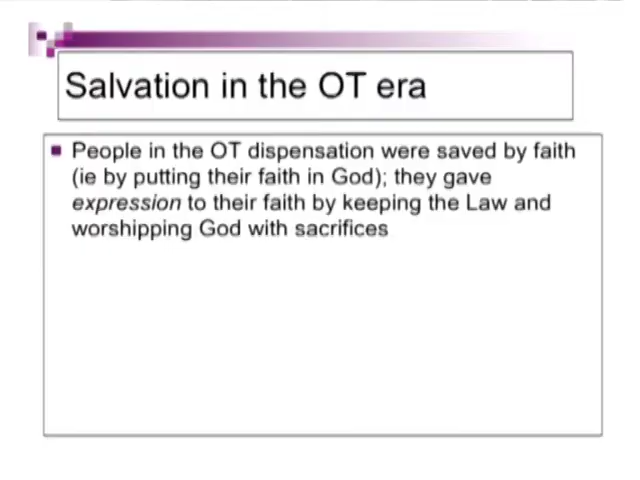 Salvation in the OT era
People in the OT dispensation were saved by faith
(ie by putting their faith in God); they gave
expression to their faith by keeping the Law and
worshipping God with sacrifices